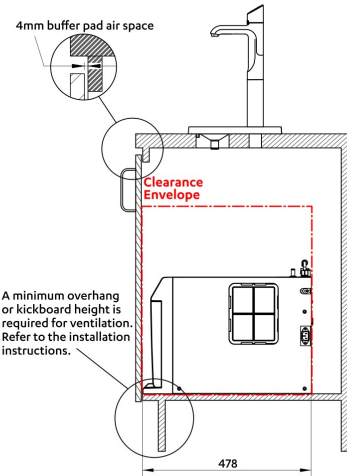 4mm buffer pad air space
Clearance
Envelope
A minimum overhang
or kickboard height is
required for ventilation.
Refer to the installation
instructions.
478